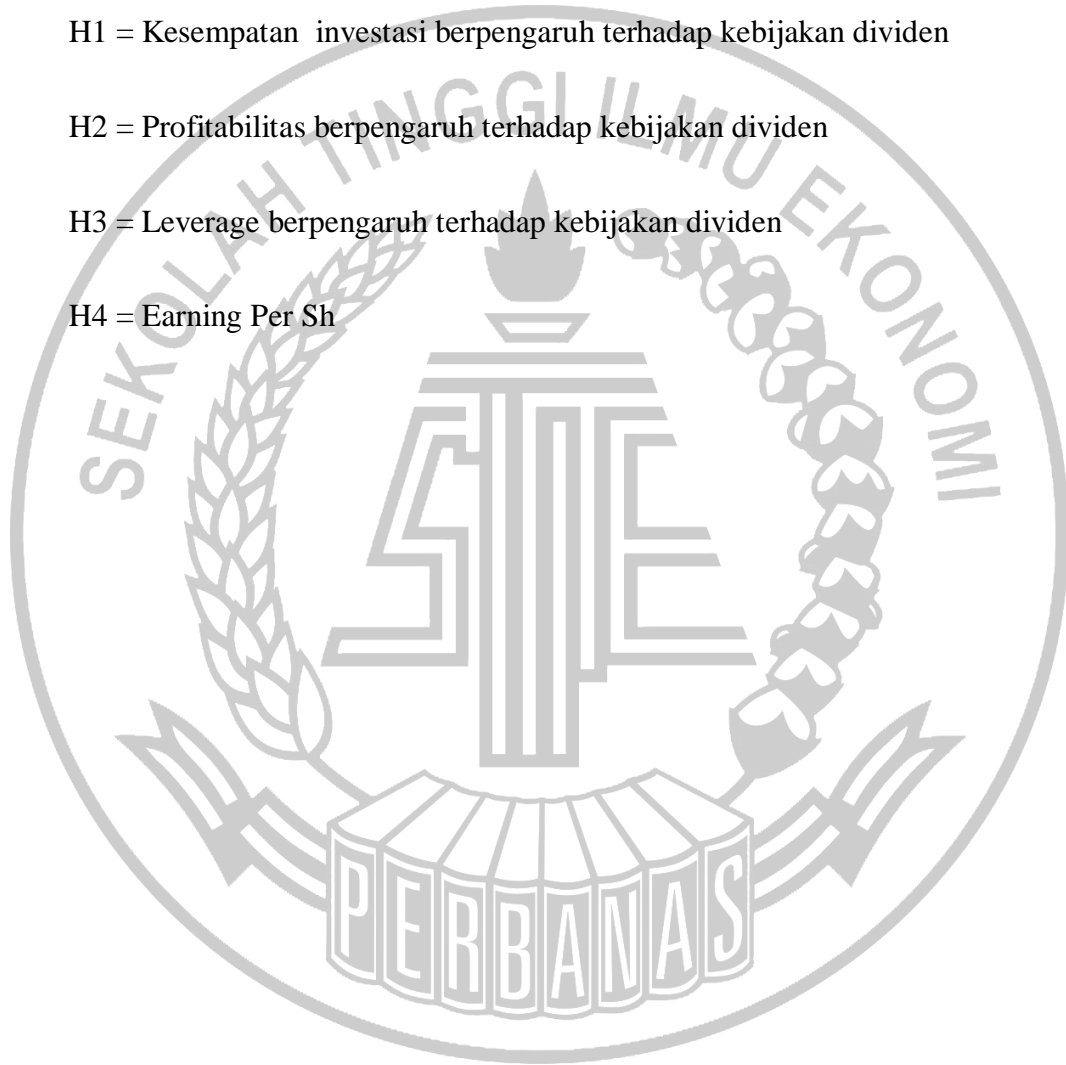 H1 = Kesempatan  investasi berpengaruh terhadap kebijakan dividen
H2 = Profitabilitas berpengaruh terhadap kebijakan dividen
H3 = Leverage berpengaruh terhadap kebijakan dividen
H4 = Earning Per Sh
SEKOLAH TINGGI ILMU EKONOMI
STIE
PERBANAS